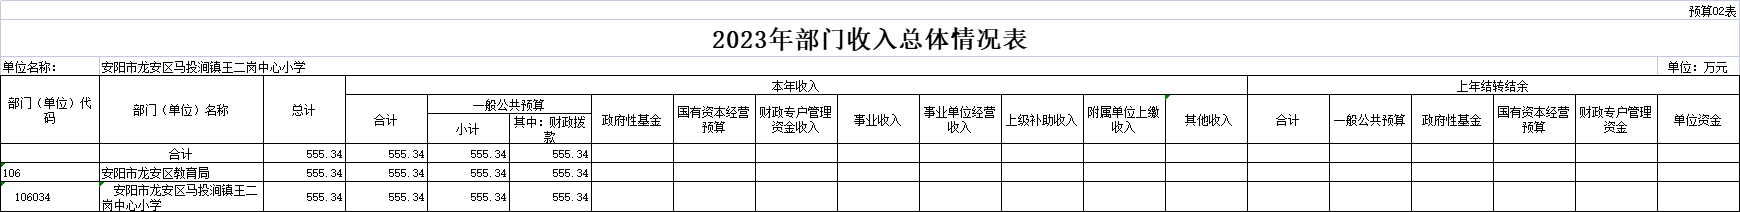 预算02表
2023年部门收入总体情况表
单位名称: 安阳市龙安区马投涧镇王二岗中心小学 单位: 万元
部门（单位）代码 部门（单位）名称 总计 本年收入 上年结转结余
合计 一般公共预算 政府性基金 国有资本经营预算 财政专户管理资金收入 事业收入 事业单位经营收入 上级补助收入 附属单位上缴收入 其他收入 合计 一般公共预算 政府性基金 国有资本经营预算 财政专户管理资金 单位资金
小计 其中: 财政拨款
合计 555.34 555.34 555.34 555.34
106 安阳市龙安区教育局 555.34 555.34 555.34 555.34
106034 安阳市龙安区马投涧镇王二岗中心小学 555.34 555.34 555.34 555.34